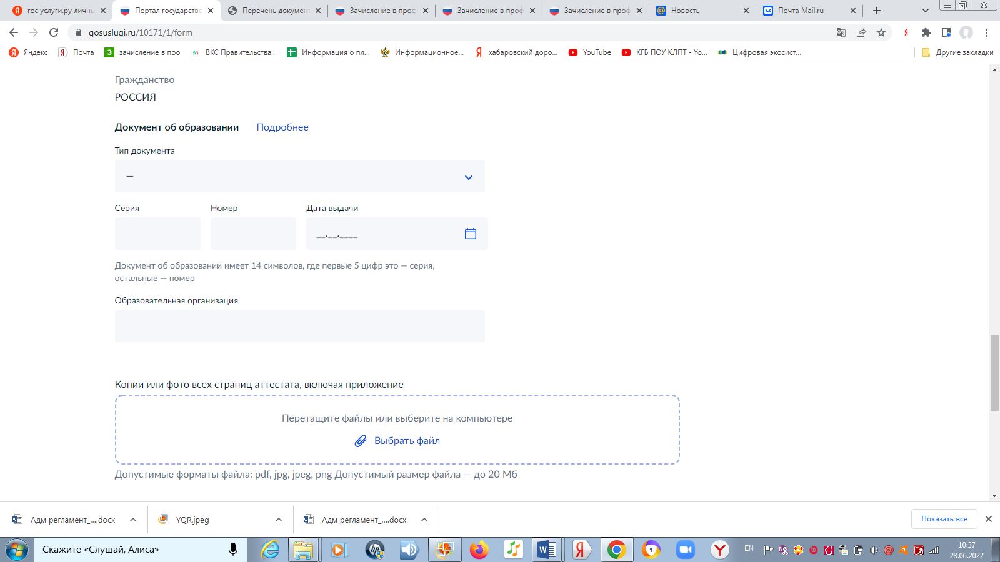 гос услуги.ру личны
Портал государстве
Перечень документ
Зачисление в проф
Зачисление в проф
Зачисление в проф
Новость
Почта Mail.ru
gosuslugi.ru/10171/1/form
Яндекс
Почта
зачисление в поо
ВКС Правительства...
Информация о пл...
Информационное...
хабаровский доро...
YouTube
КГБ ПОУ КЛПТ - Yo...
Цифровая экосист...
Другие закладки
Гражданство
РОССИЯ
Документ об образовании Подробнее
Тип документа
—
Серия Номер Дата выдачи
__.__.____
Документ об образовании имеет 14 символов, где первые 5 цифр это — серия,
остальные — номер
Образовательная организация
Копии или фото всех страниц аттестата, включая приложение
Перетащите файлы или выберите на компьютере
Выбрать файл
Допустимые форматы файла: pdf, jpg, jpeg, png Допустимый размер файла — до 20 Мб
Адм регламент_....docx
YQR.jpeg
Адм регламент_....docx
Показать все
Скажите «Слушай, Алиса»
EN
10:37
28.06.2022